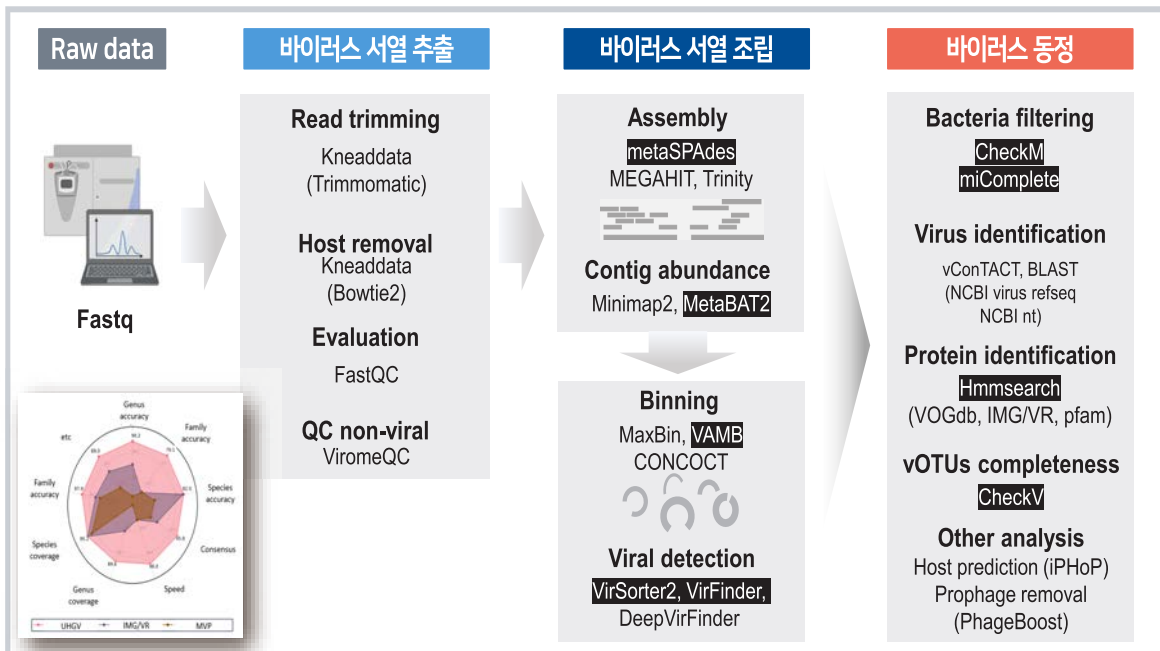 Raw data
Fastq
바이러스 서열 추출
Read trimming
Kneaddata
(Trimmomatic)
Host removal
Kneaddata
(Bowtie2)
Evaluation
FastQC
QC non-viral
ViromeQC
바이러스 서열 조립
Assembly
metaSPAdes
MEGAHIT, Trinity
Contig abundance
Minimap2, MetaBAT2
Binning
MaxBin, VAMB
CONCOCT
Viral detection
VirSorter2, VirFinder,
DeepVirFinder
바이러스 동정
Bacteria filtering
CheckM
miComplete
Virus identification
vConTACT, BLAST
(NCBI virus refseq
NCBI nt)
Protein identification
Hmmsearch
(VOGdb, IMG/VR, pfam)
vOTUs completeness
CheckV
Other analysis
Host prediction (iPHoP)
Prophage removal
(PhageBoost)
Genus
accuracy
Family
accuracy
Species
accuracy
Consensus
Speed
Genus
coverage
Species
coverage
Family
accuracy
etc
UHGV
IMG/VR
MVP